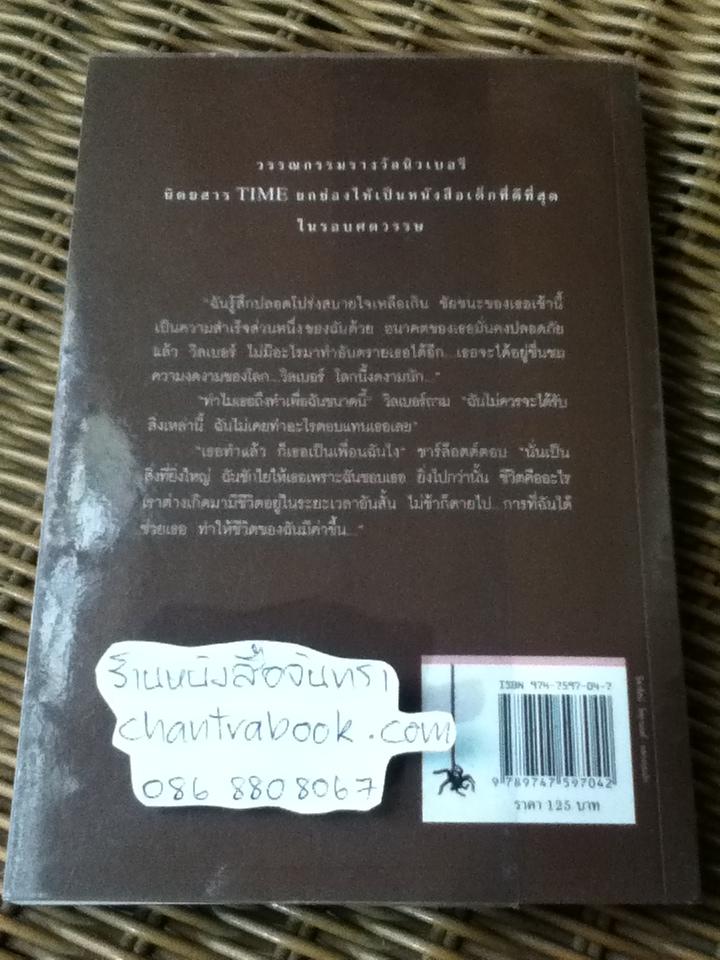 วรรณกรรมรางวัลนิวเบอรี
นิตยสาร TIME ยกย่องให้เป็นหนังสือเด็กที่ดีที่สุด
ในรอบศตวรรษ
"ฉันรู้สึกปลอดโปร่งสบายใจเหลือเกิน ชัยชนะของเธอเช้านี้
เป็นความสำเร็จส่วนหนึ่งของฉันด้วย อนาคตของเธอมั่นคงปลอดภัย
แล้ว วิลเบอร์ ไม่มีอะไรมาทำอันตรายเธอได้อีก...เธอจะได้อยู่ชื่นชม
ความงดงามของโลก...วิลเบอร์ โลกนี้งดงามนัก..."
"ทำไมเธอถึงทำเพื่อฉันขนาดนี้" วิลเบอร์ถาม "ฉันไม่ควรจะได้รับ
สิ่งเหล่านี้ ฉันไม่เคยทำอะไรตอบแทนเธอเลย"
"เธอทำแล้ว ก็เธอเป็นเพื่อนฉันไง" ชาร์ล็อตต์ตอบ "นั่นเป็น
สิ่งที่ยิ่งใหญ่ ฉันชักใยให้เธอเพราะฉันชอบเธอ ยิ่งไปกว่านั้น ชีวิตคืออะไร
เราต่างเกิดมามีชีวิตอยู่ในระยะเวลาอันสั้น ไม่ช้าก็ตายไป...การที่ฉันได้
ช่วยเธอ ทำให้ชีวิตของฉันมีค่าขึ้น..."
ร้านหนังสือจันทรา
chantrabook.com
086 8808067
ISBN 974-7597-04-7
9 789747 597042
ราคา 125 บาท